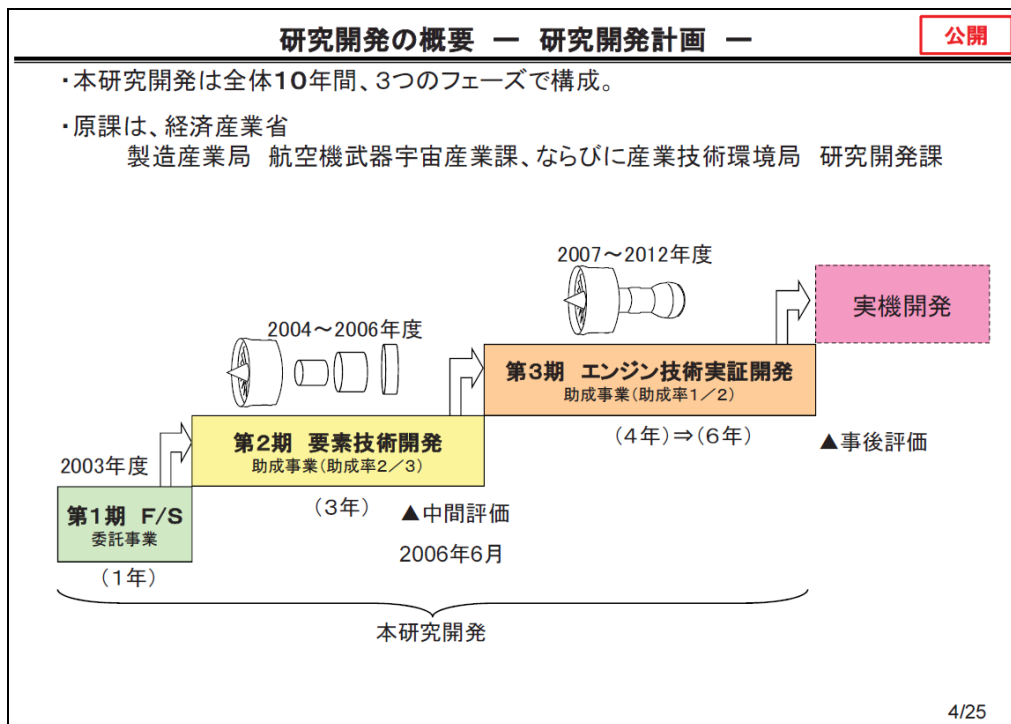 研究開発の概要 ― 研究開発計画 ―
公開
・本研究開発は全体10年間、3つのフェーズで構成。
・原課は、経済産業省
製造産業局 航空機武器宇宙産業課、ならびに産業技術環境局 研究開発課
2007～2012年度
実機開発
2004～2006年度
第3期 エンジン技術実証開発
助成事業(助成率1／2)
(4年)⇒(6年)
▲事後評価
2003年度
第2期 要素技術開発
助成事業(助成率2／3)
(3年)
▲中間評価
2006年6月
第1期 F/S
委託事業
(1年)
本研究開発
4/25